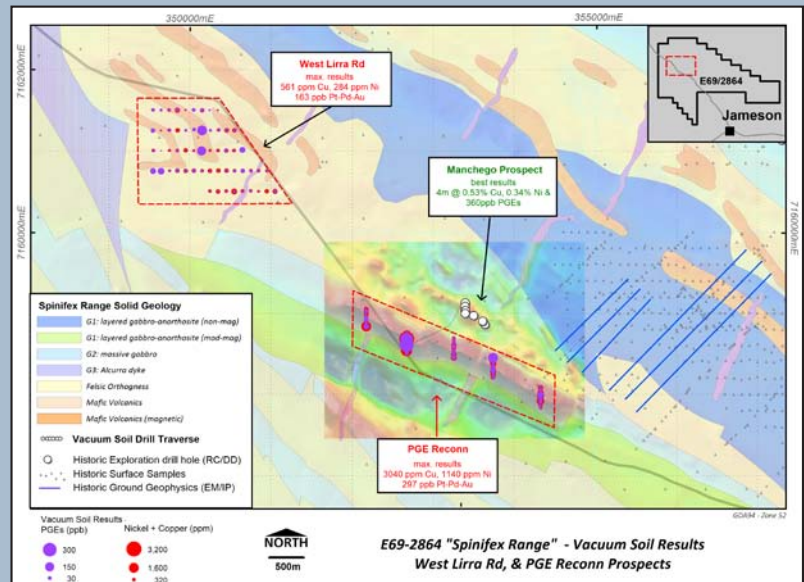 350000mE
355000mE
7162000mE
7162000mE
West Lirra Rd
max. results
561 ppm Cu, 284 ppm Ni
163 ppb Pt-Pd-Au
E69/2864
Jameson
Manchego Prospect
best results
4m @ 0.53% Cu, 0.34% Ni &
360ppb PGEs
7160000mE
7160000mE
Spinifex Range Solid Geology
G1: layered gabbro-anorthosite (non-mag)
G1: layered gabbro-anorthosite (mod-mag)
G2: massive gabbro
G3: Alcurra dyke
Felsic Orthogness
Mafic Volcanics
Mafic Volcanics (magnetic)
Vacuum Soil Drill Traverse
Historic Exploration drill hole (RC/DD)
Historic Surface Samples
Historic Ground Geophysics (EM/IP)
PGE Reconn
max. results
3040 ppm Cu, 1140 ppm Ni
297 ppb Pt-Pd-Au
GDA94 - Zone 52
Vacuum Soil Results
PGEs (ppb)
Nickel + Copper (ppm)
300
3,200
150
1,600
30
320
NORTH
500m
E69-2864 "Spinifex Range" - Vacuum Soil Results
West Lirra Rd, & PGE Reconn Prospects